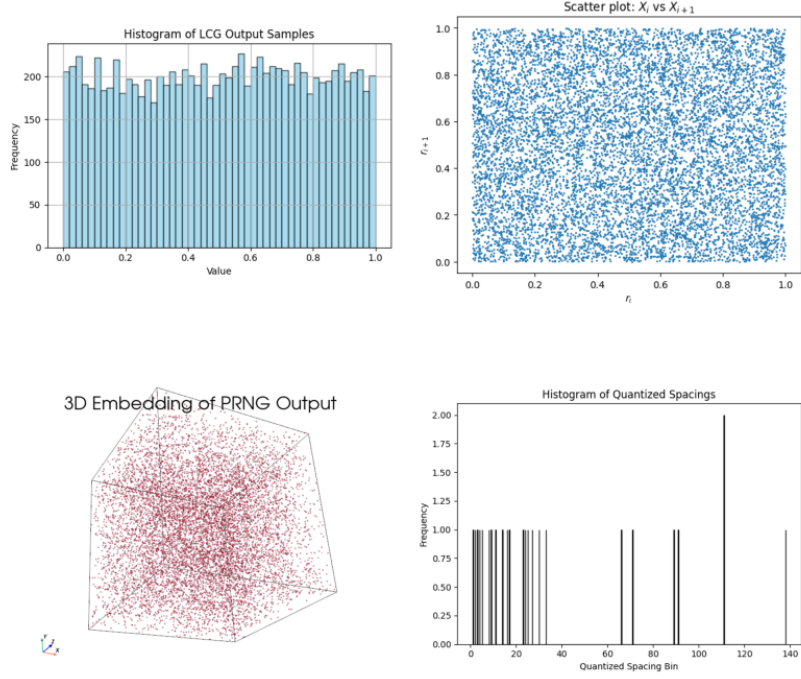 Histogram of LCG Output Samples
Frequency
200
150
100
50
0
0.0 0.2 0.4 0.6 0.8 1.0
Value
Scatter plot: Xi vs Xi+1
ri+1
1.0
0.8
0.6
0.4
0.2
0.0
0.0 0.2 0.4 0.6 0.8 1.0
ri
3D Embedding of PRNG Output
Y
Z
X
Histogram of Quantized Spacings
Frequency
2.00
1.75
1.50
1.25
1.00
0.75
0.50
0.25
0.00
0 20 40 60 80 100 120 140
Quantized Spacing Bin